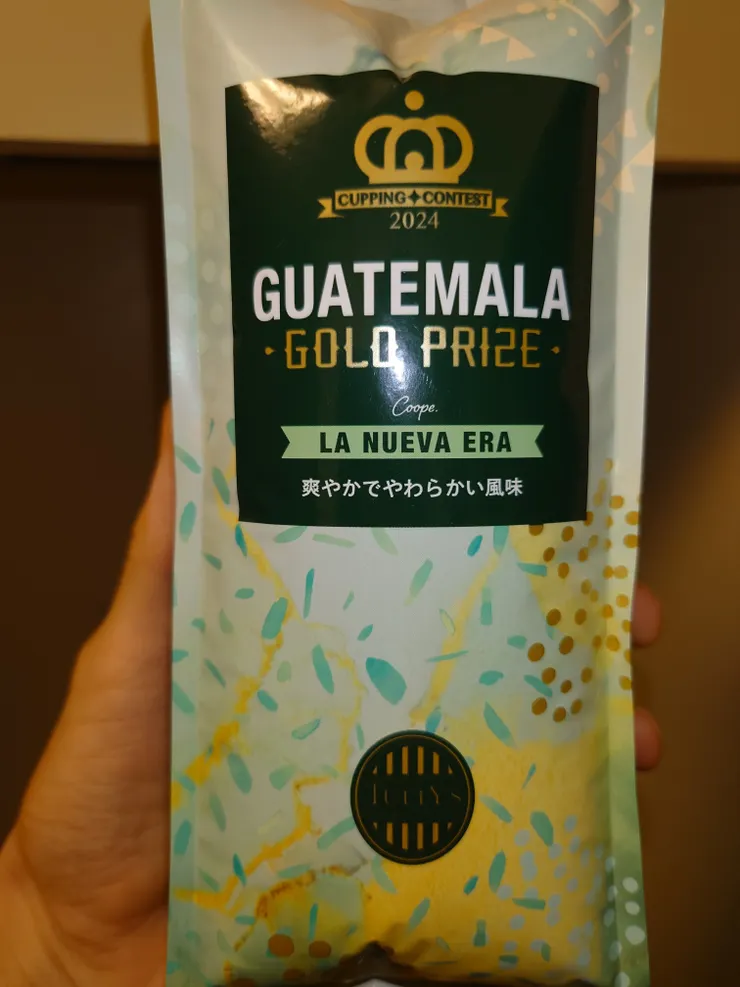 CUPPING CONTEST
2024
GUATEMALA
GOLD PRIZE
Coope.
LA NUEVA ERA
爽やかでやわらかい風味
TULLY's